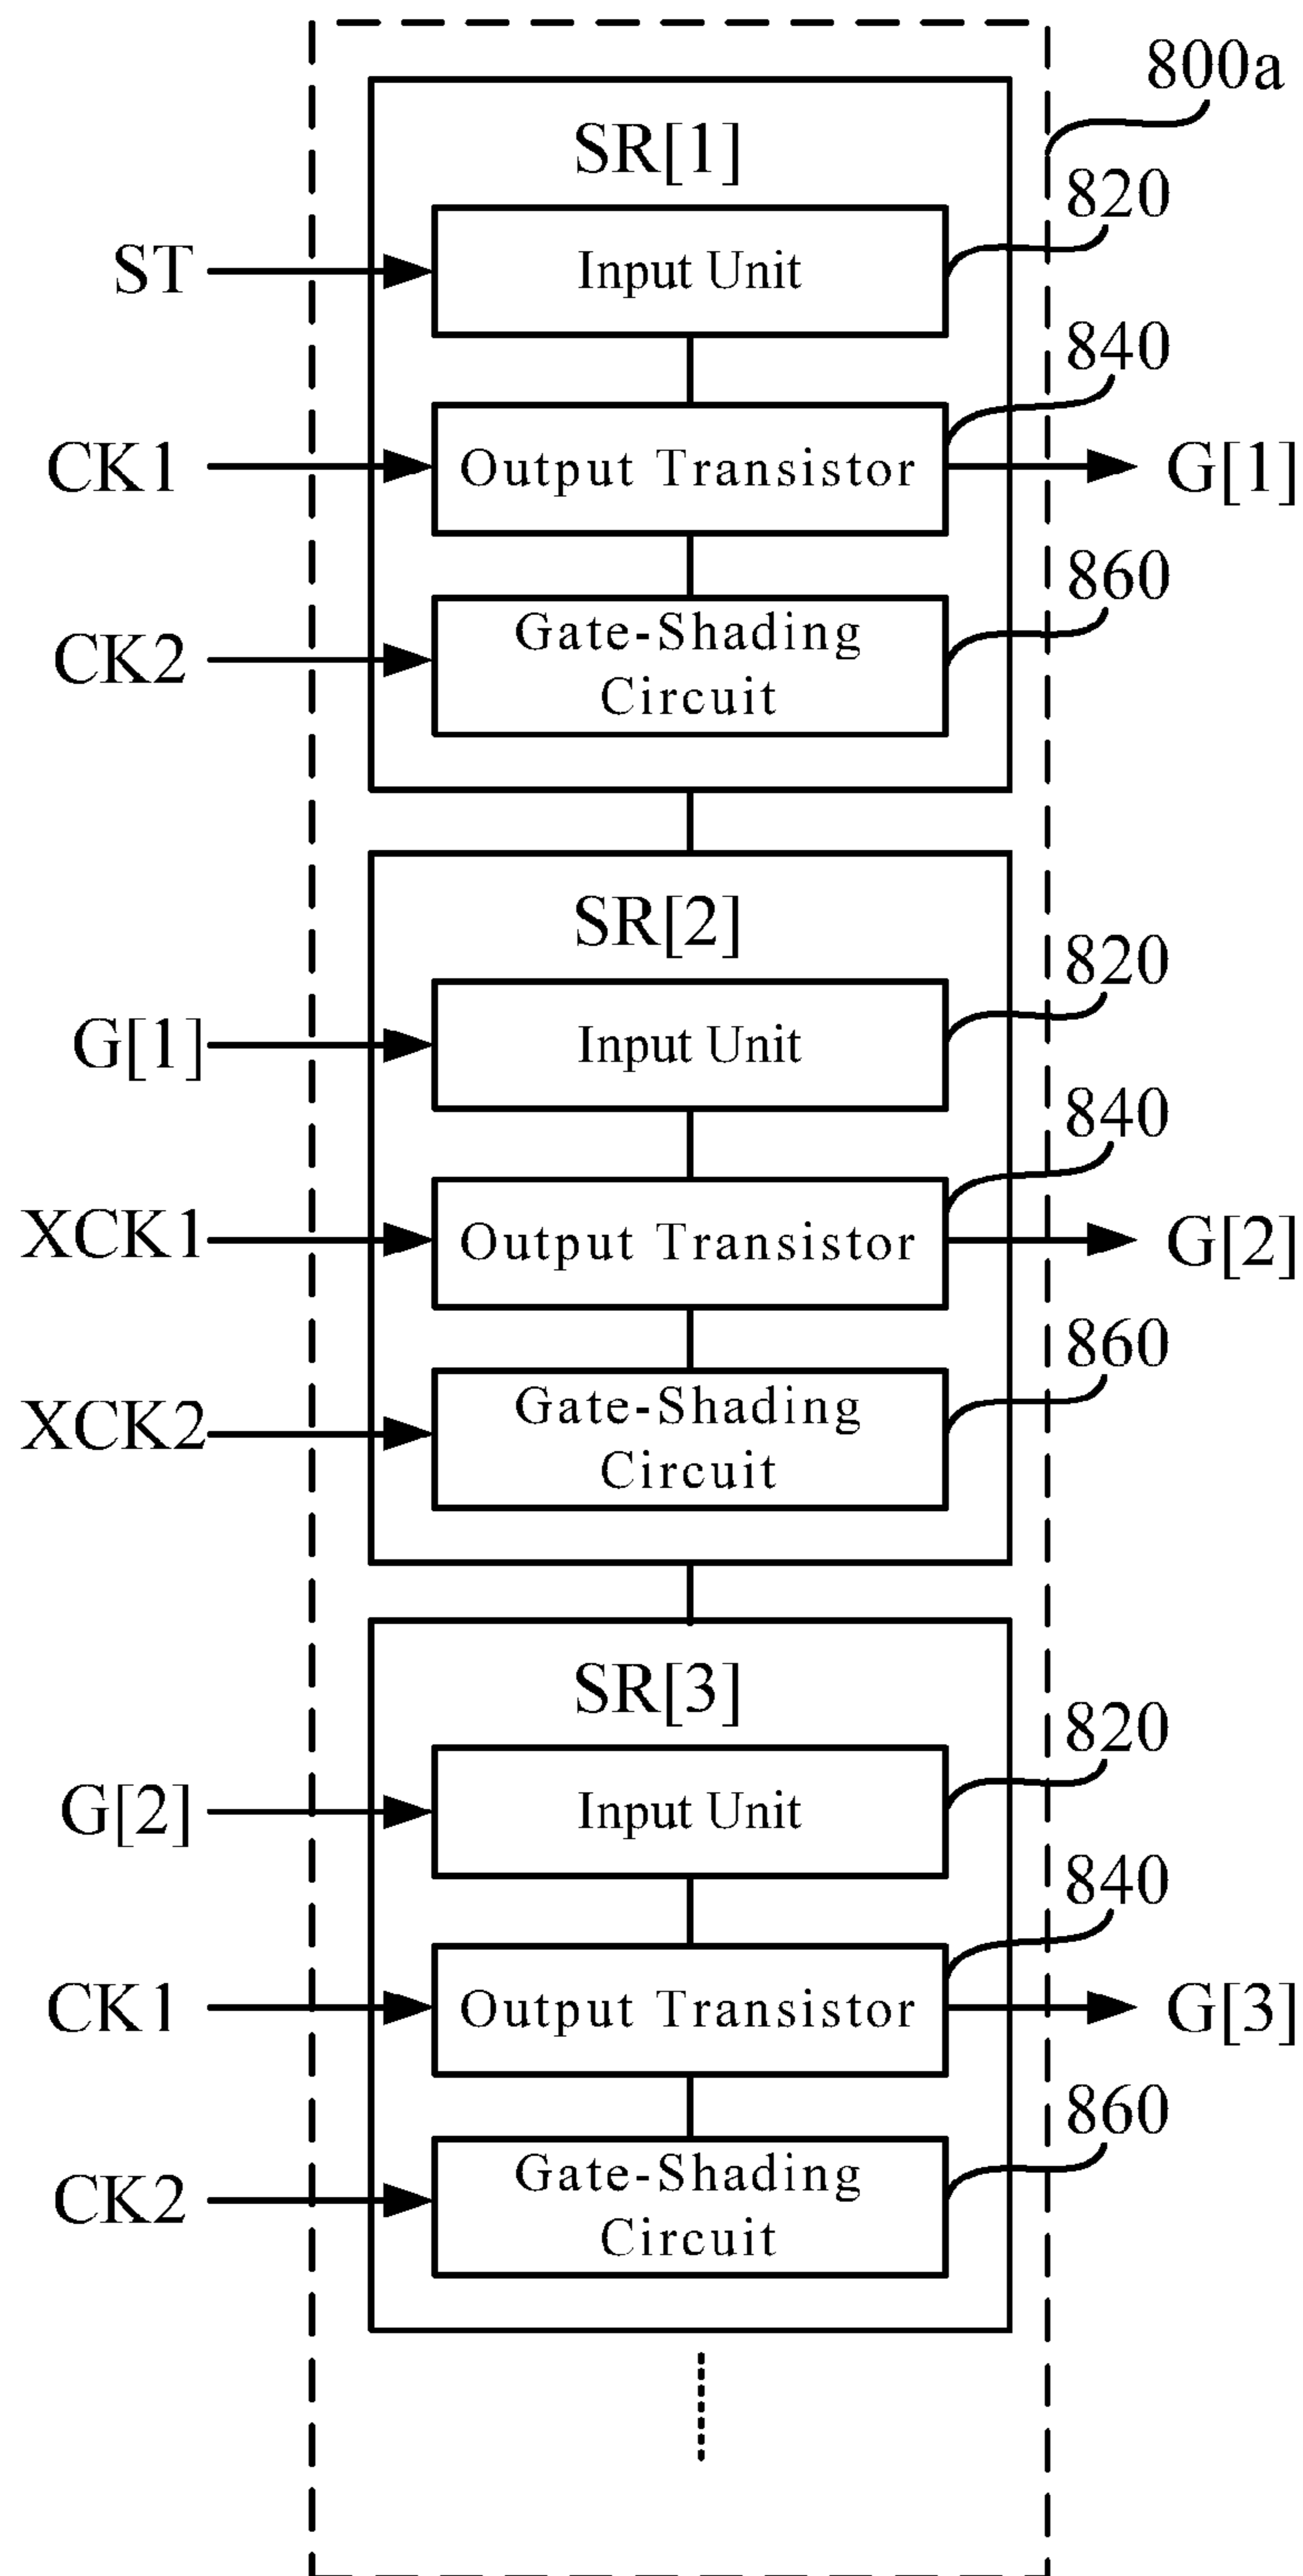 800a
SR[1]
820
ST
Input Unit
840
CK1
Output Transistor
G[1]
860
CK2
Gate-Shading
Circuit
SR[2]
820
G[1]
Input Unit
840
XCK1
Output Transistor
G[2]
860
XCK2
Gate-Shading
Circuit
SR[3]
820
G[2]
Input Unit
840
CK1
Output Transistor
G[3]
860
CK2
Gate-Shading
Circuit